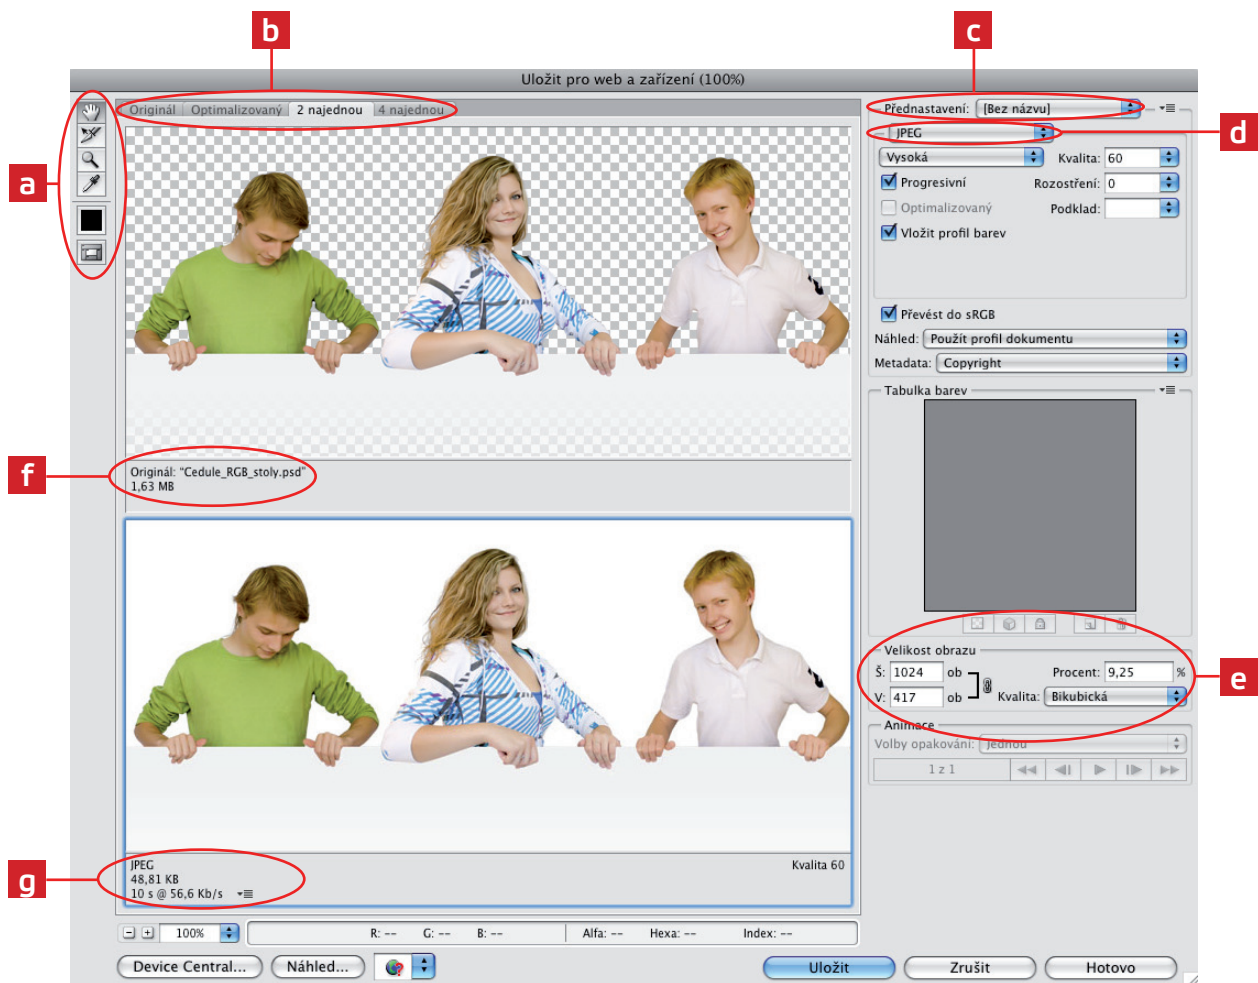 b
c
Uložit pro web a zařízení (100%)
Originál
Optimalizovaný
2 najednou
4 najednou
Přednastavení: [Bez názvu]
JPEG
d
Vysoká
Kvalita: 60
a
Progresivní
Rozostření: 0
Optimalizovaný
Podklad:
Vložit profil barev
Převést do sRGB
Náhled: Použít profil dokumentu
Metadata: Copyright
Tabulka barev
f
Originál: "Cedule_RGB_stoly.psd"
1,63 MB
Velikost obrazu
Š: 1024 ob
Procent: 9,25 %
e
V: 417 ob
Kvalita: Bikubická
Animace
Volby opakování: Jednou
1 z 1
g
JPEG
Kvalita 60
48,81 KB
10 s @ 56,6 Kb/s
100%
R: -- G: -- B: -- Alfa: -- Hexa: -- Index: --
Device Central...
Náhled...
Uložit
Zrušit
Hotovo